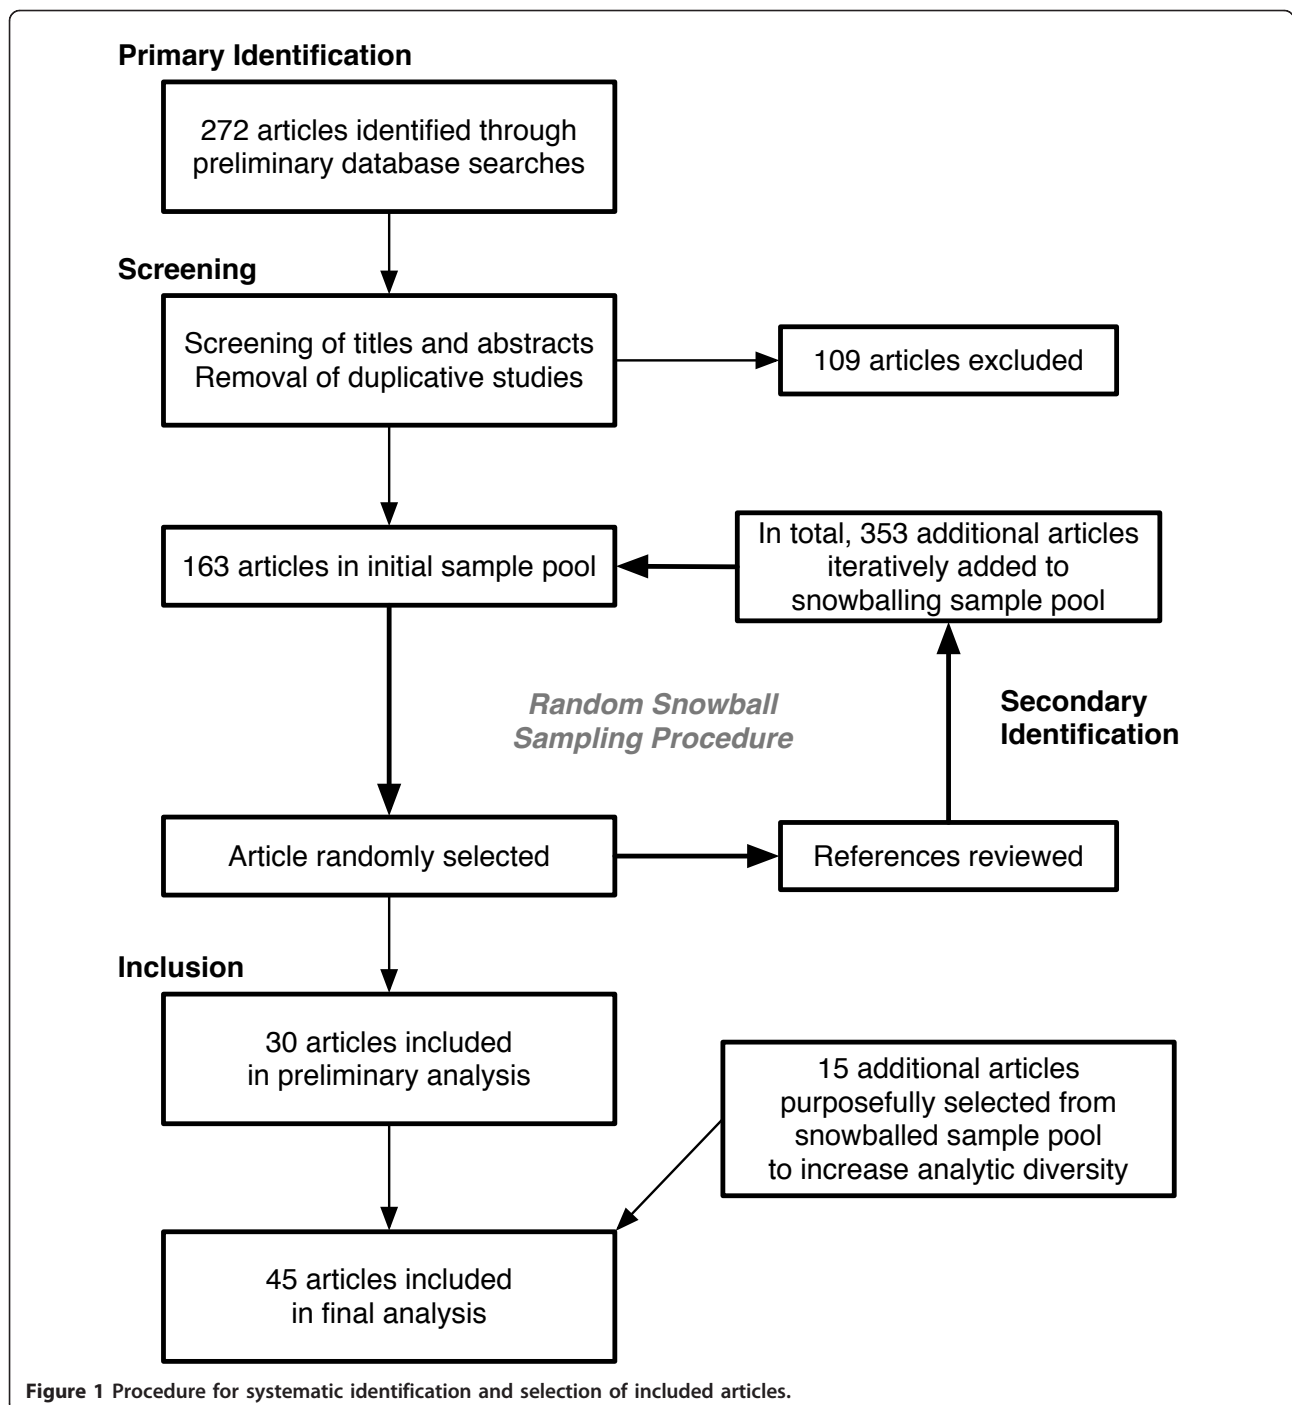 Primary Identification
272 articles identified through
preliminary database searches
Screening
Screening of titles and abstracts
Removal of duplicative studies
109 articles excluded
163 articles in initial sample pool
In total, 353 additional articles
iteratively added to
snowballing sample pool
Random Snowball
Sampling Procedure
Secondary
Identification
Article randomly selected
References reviewed
Inclusion
30 articles included
in preliminary analysis
15 additional articles
purposefully selected from
snowballed sample pool
to increase analytic diversity
45 articles included
in final analysis
Figure 1 Procedure for systematic identification and selection of included articles.